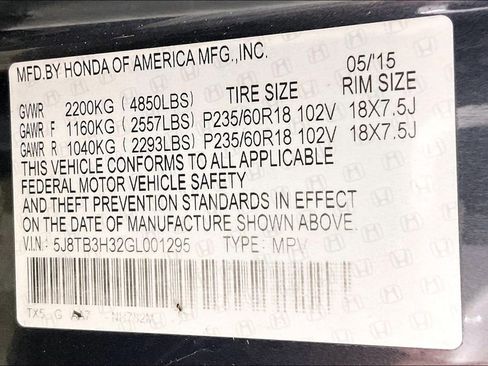 MFD.BY HONDA OF AMERICA MFG.,INC. 05/'15
TIRE SIZE RIM SIZE
GVWR 2200KG(4850LBS)
GAWR F 1160KG(2557LBS) P235/60R18 102V 18X7.5J
GAWR R 1040KG(2293LBS) P235/60R18 102V 18X7.5J
THIS VEHICLE CONFORMS TO ALL APPLICABLE
FEDERAL MOTOR VEHICLE SAFETY
AND THEFT PREVENTION STANDARDS IN EFFECT
ON THE DATE OF MANUFACTURE SHOWN ABOVE.
V.I.N: 5J8TB3H32GL001295 TYPE: MPV
TX5 G